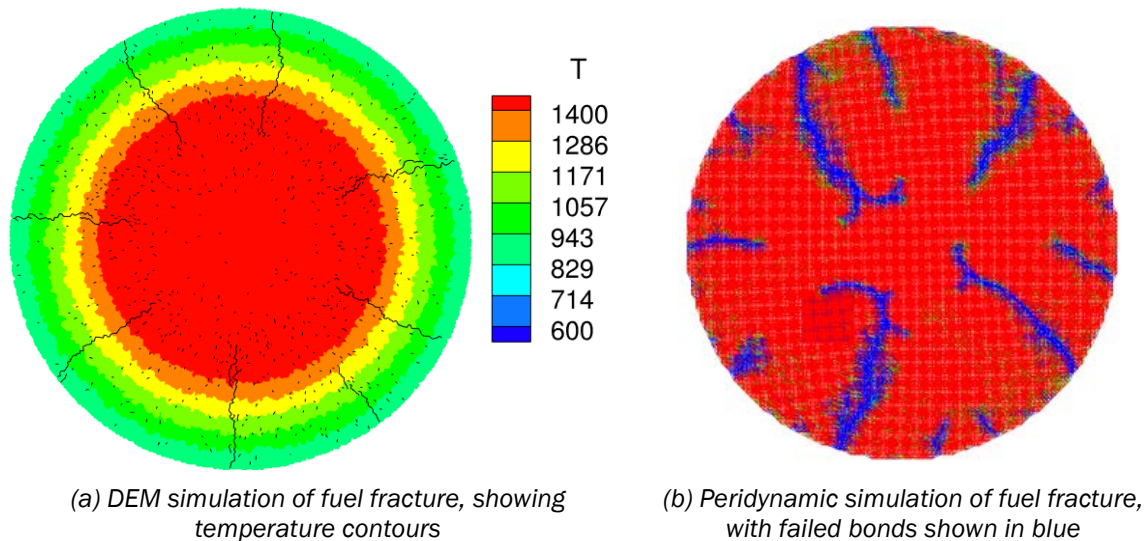 T
1400
1286
1171
1057
943
829
714
600
(a) DEM simulation of fuel fracture, showing
temperature contours
(b) Peridynamic simulation of fuel fracture,
with failed bonds shown in blue